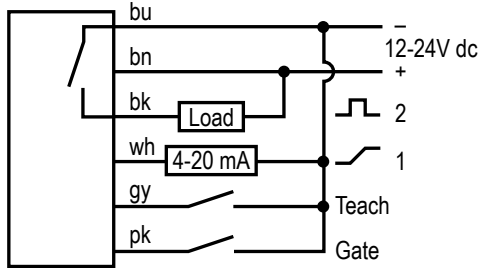 bu
−
12-24V dc
bn
+
bk
Load
2
wh
4-20 mA
1
gy
Teach
pk
Gate